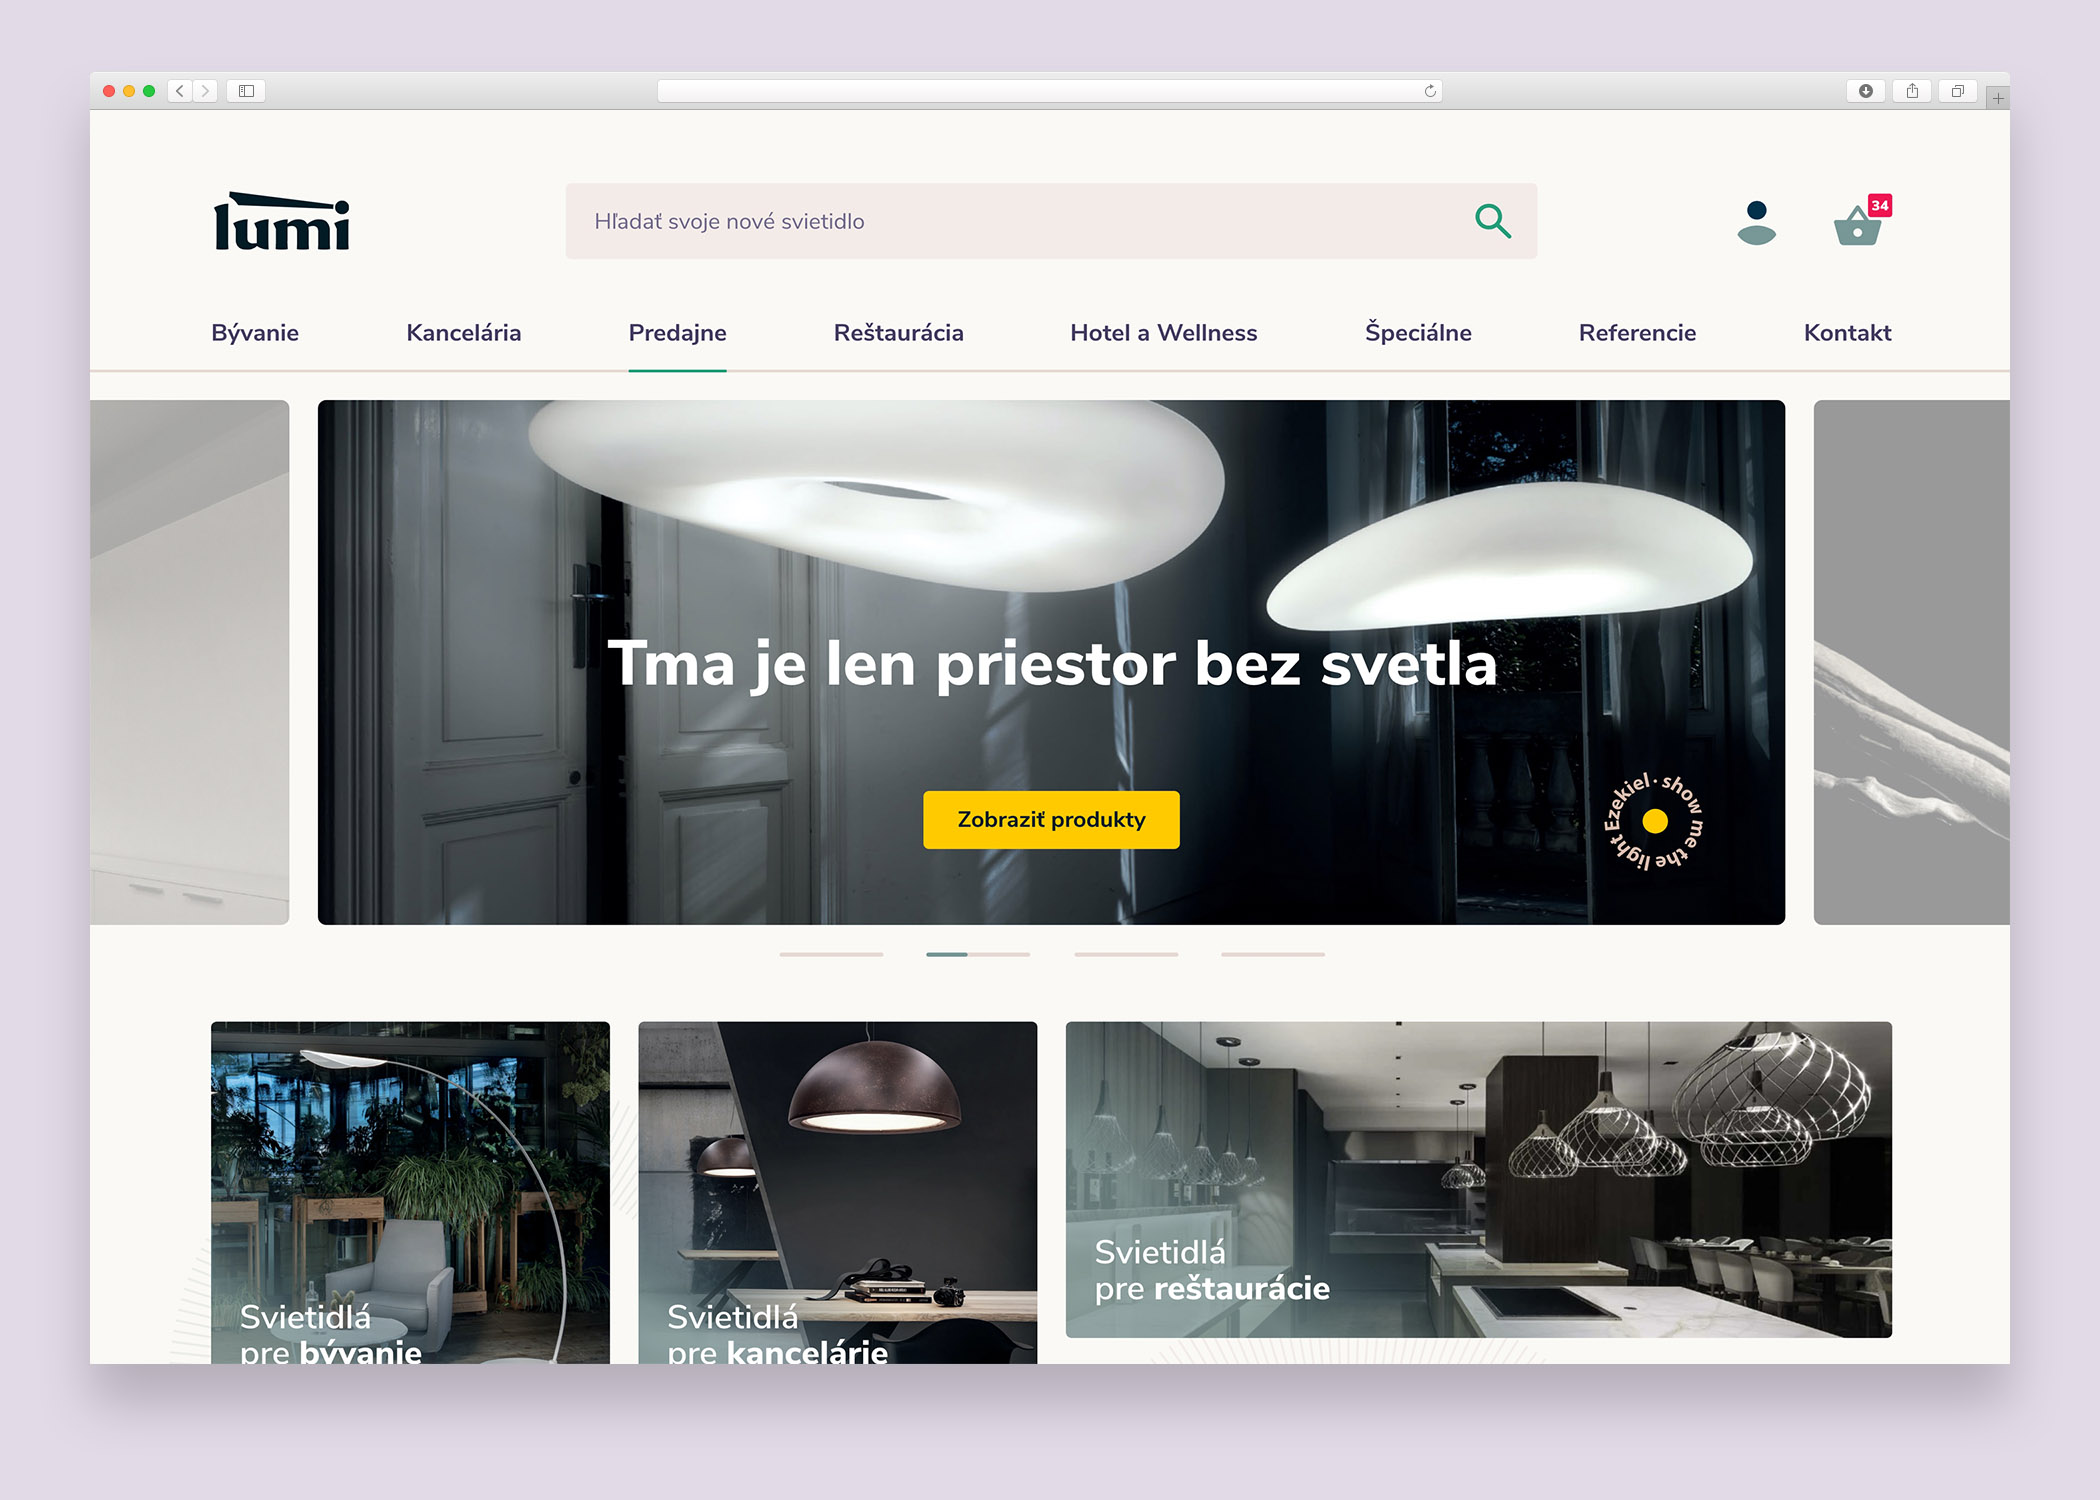 lumi
Hľadať svoje nové svietidlo
34
Bývanie
Kancelária
Predajne
Reštaurácia
Hotel a Wellness
Špeciálne
Referencie
Kontakt
Tma je len priestor bez svetla
Zobraziť produkty
Ezekiel · show me the light
Svietidlá
pre bývanie
Svietidlá
pre kancelárie
Svietidlá
pre reštaurácie